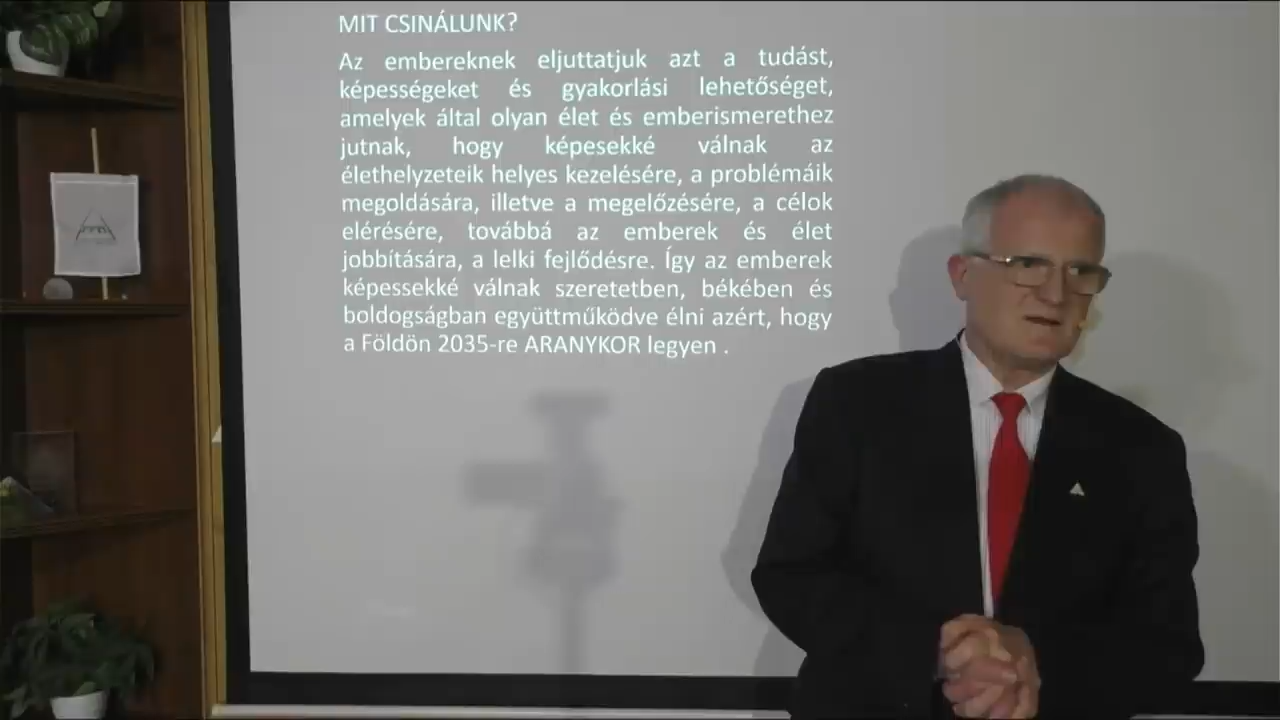 MIT CSINÁLUNK?
Az embereknek eljuttatjuk azt a tudást,
képességeket és gyakorlási lehetőséget,
amelyek által olyan élet és emberismerethez
jutnak, hogy képesekké válnak az
élethelyzeteik helyes kezelésére, a problémáik
megoldására, illetve a megelőzésére, a célok
elérésére, továbbá az emberek és élet
jobbítására, a lelki fejlődésre. Így az emberek
képessekké válnak szeretetben, békében és
boldogságban együttműködve élni azért, hogy
a Földön 2035-re ARANYKOR legyen .